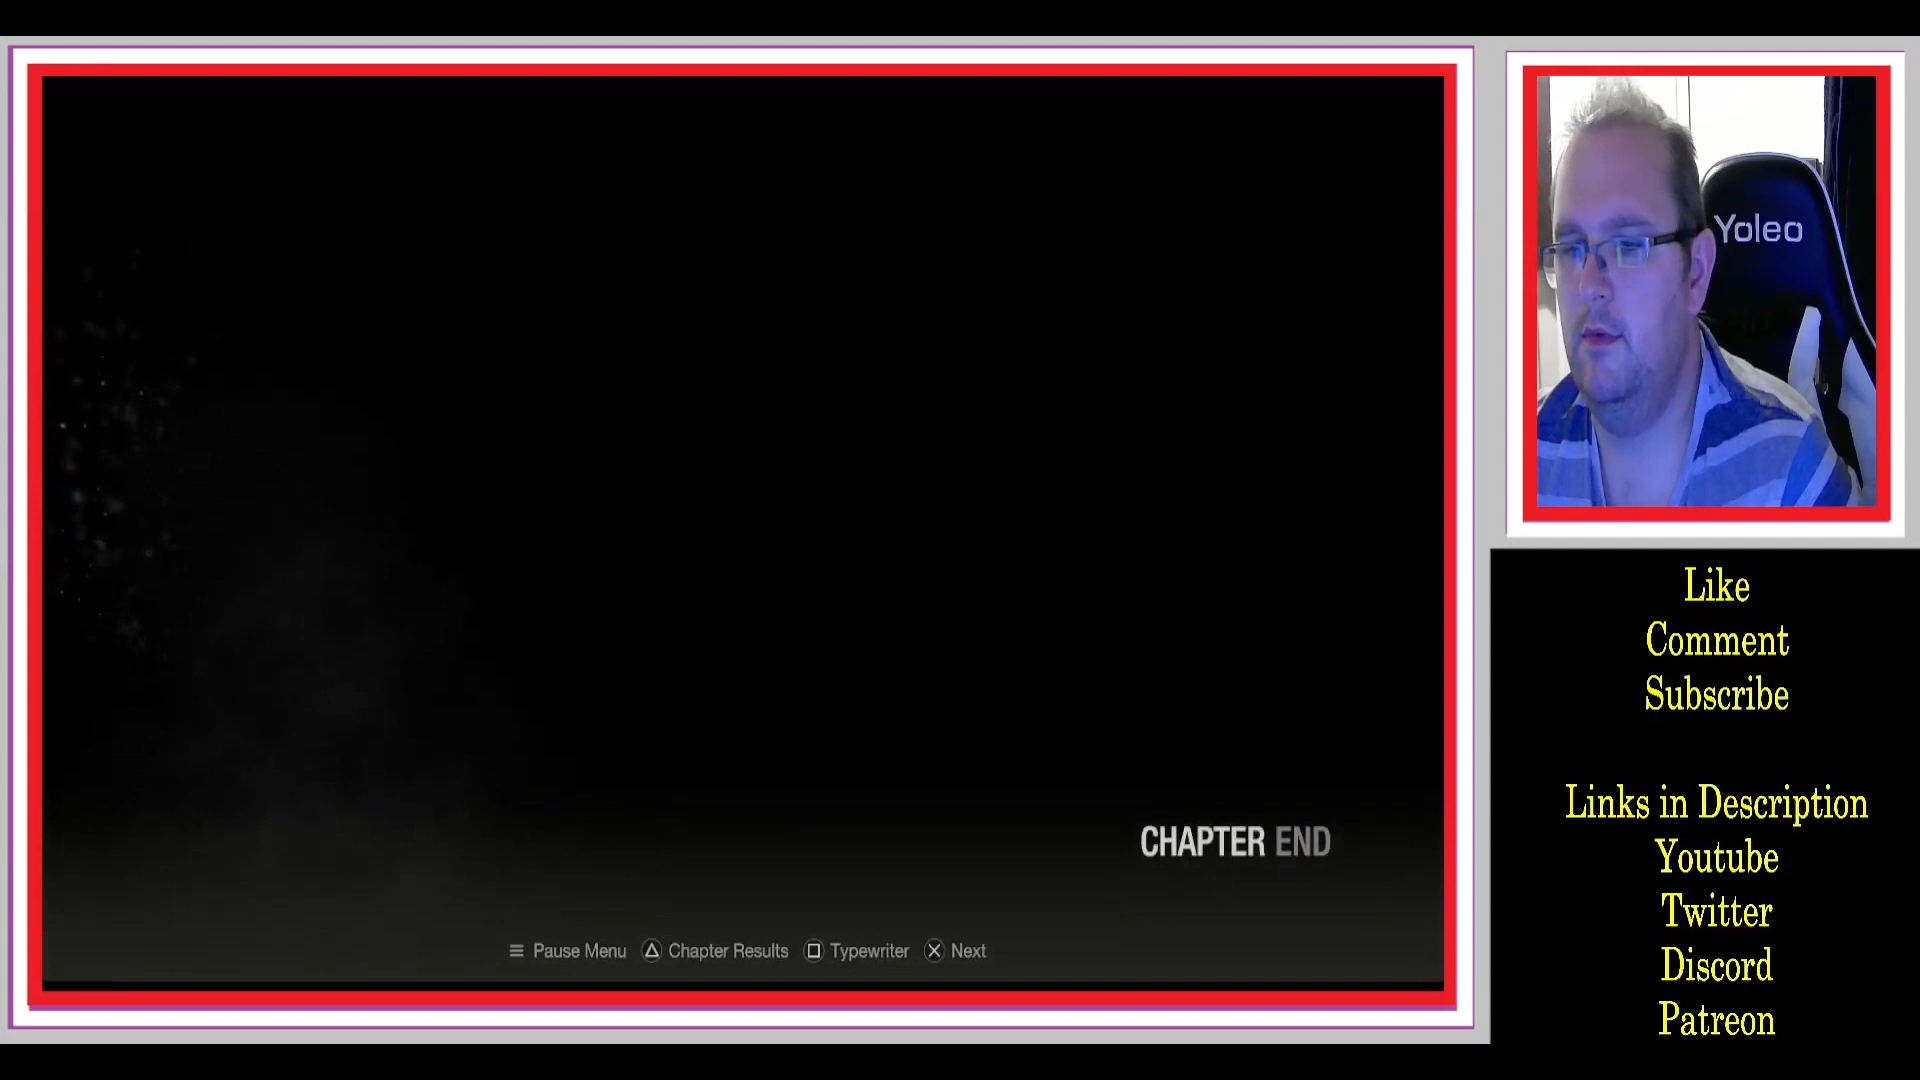 CHAPTER END
Pause Menu Chapter Results Typewriter Next
Yoleo
Like
Comment
Subscribe
Links in Description
Youtube
Twitter
Discord
Patreon